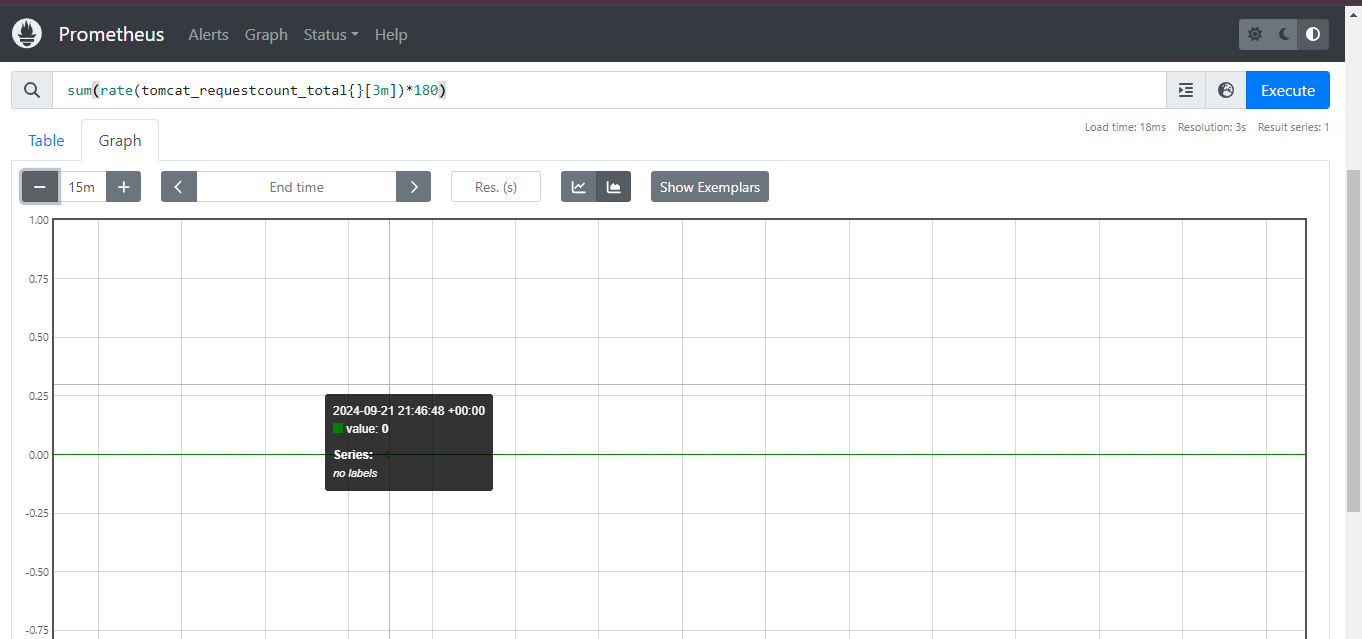 Prometheus Alerts Graph Status Help
sum(rate(tomcat_requestcount_total{}[3m])*180)
Execute
Load time: 18ms Resolution: 3s Result series: 1
Table Graph
− 15m + End time Res. (s) Show Exemplars
1.00
0.75
0.50
0.25
2024-09-21 21:46:48 +00:00
value: 0
0.00
Series:
no labels
-0.25
-0.50
-0.75